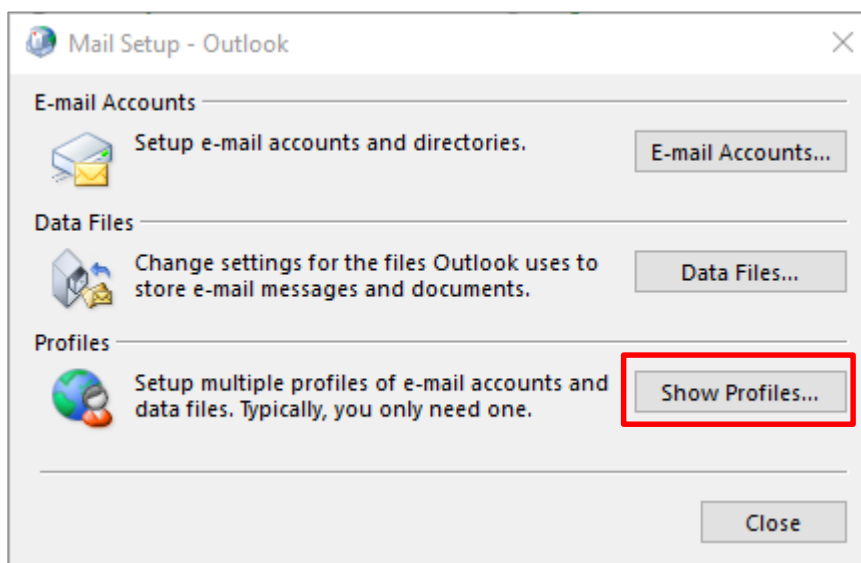 Mail Setup - Outlook
E-mail Accounts
Setup e-mail accounts and directories.
E-mail Accounts...
Data Files
Change settings for the files Outlook uses to
store e-mail messages and documents.
Data Files...
Profiles
Setup multiple profiles of e-mail accounts and
data files. Typically, you only need one.
Show Profiles...
Close